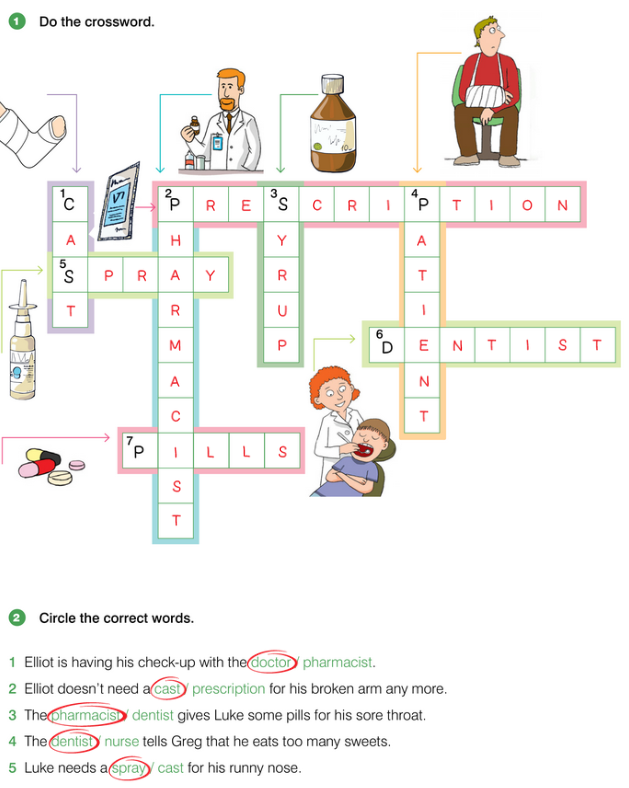 1 Do the crossword.
1 C 2 P R E 3 S C R I 4 P T I O N
A H Y A
5 S P R A Y R T
T R U I
M P 6 D E N T I S T
A N
C T
7 P I L L S
S
T
2 Circle the correct words.
1 Elliot is having his check-up with the doctor / pharmacist.
2 Elliot doesn't need a cast / prescription for his broken arm any more.
3 The pharmacist / dentist gives Luke some pills for his sore throat.
4 The dentist / nurse tells Greg that he eats too many sweets.
5 Luke needs a spray / cast for his runny nose.